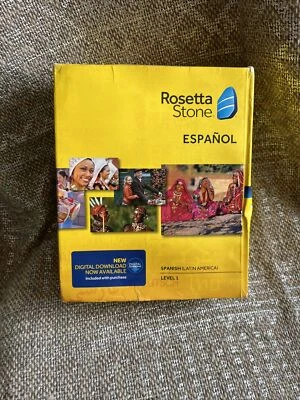 Rosetta
Stone
ESPAÑOL
NEW
DIGITAL DOWNLOAD
NOW AVAILABLE
included with purchase
SPANISH (LATIN AMERICA)
LEVEL 1